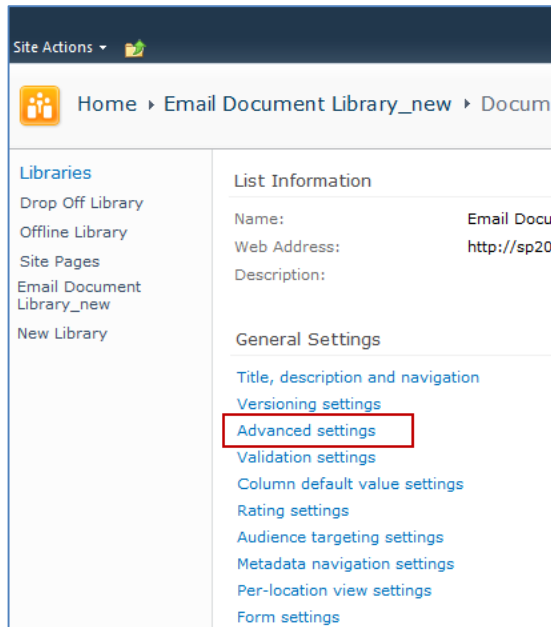 Site Actions
Home Email Document Library_new Docum
Libraries
Drop Off Library
Offline Library
Site Pages
Email Document
Library_new
New Library
List Information
Name: Email Docu
Web Address: http://sp20
Description:
General Settings
Title, description and navigation
Versioning settings
Advanced settings
Validation settings
Column default value settings
Rating settings
Audience targeting settings
Metadata navigation settings
Per-location view settings
Form settings